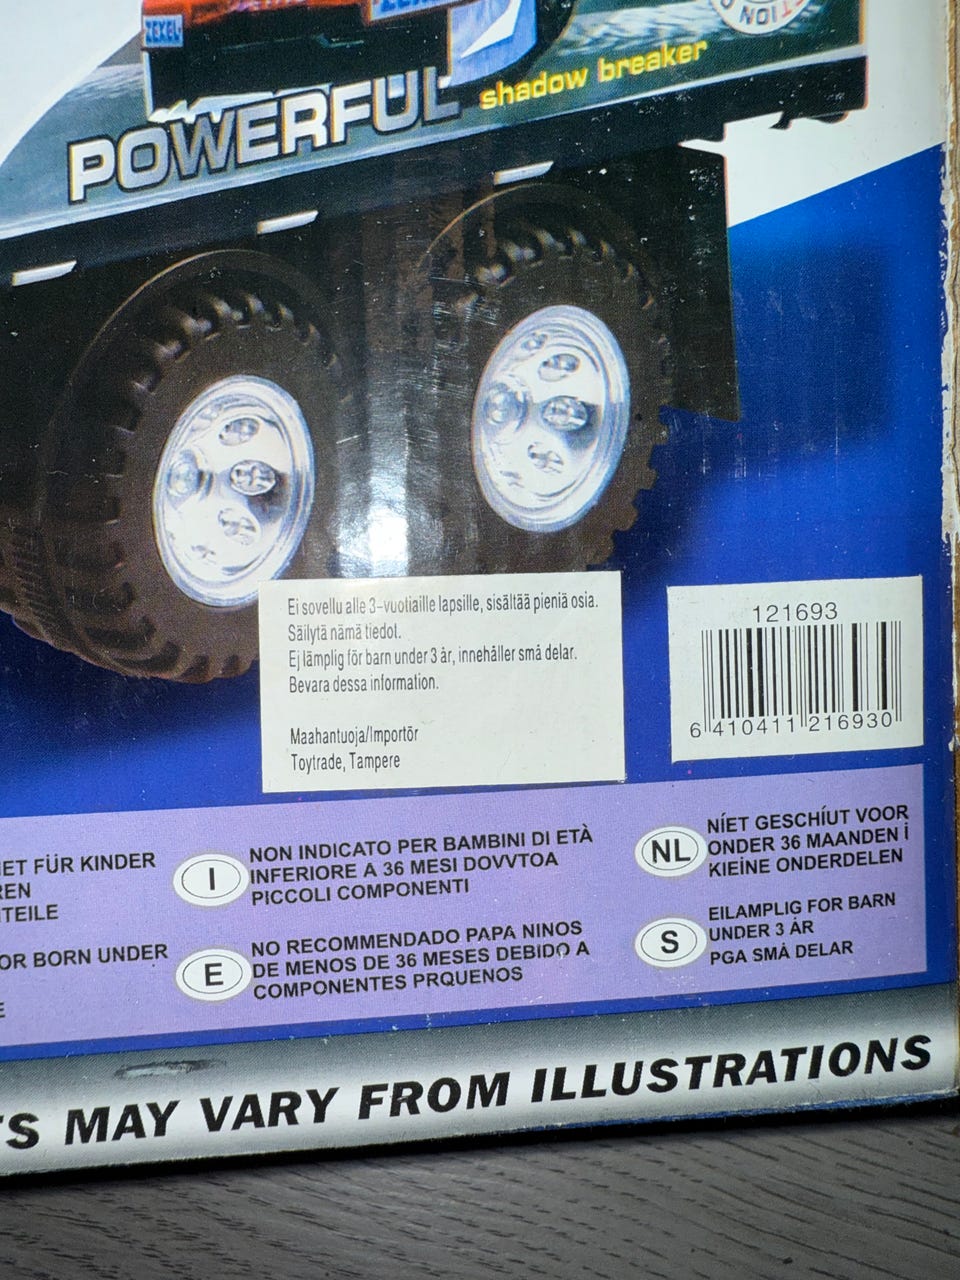 ZEXEL
POWERFUL shadow breaker
Ei sovellu alle 3-vuotiaille lapsille, sisältää pieniä osia.
Säilytä nämä tiedot.
Ej lämplig för barn under 3 år, innehåller små delar.
Bevara dessa information.
Maahantuoja/Importör
Toytrade, Tampere
121693
6 410411 216930
IET FÜR KINDER
REN
TEILE
OR BORN UNDER
E
I
NON INDICATO PER BAMBINI DI ETÀ
INFERIORE A 36 MESI DOVVTOA
PICCOLI COMPONENTI
E
NO RECOMMENDADO PAPA NINOS
DE MENOS DE 36 MESES DEBIDO A
COMPONENTES PRQUENOS
NL
NÍET GESCHÍUT VOOR
ONDER 36 MAANDEN Í
KIEINE ONDERDELEN
S
EILAMPLIG FOR BARN
UNDER 3 ÅR
PGA SMÅ DELAR
TS MAY VARY FROM ILLUSTRATIONS